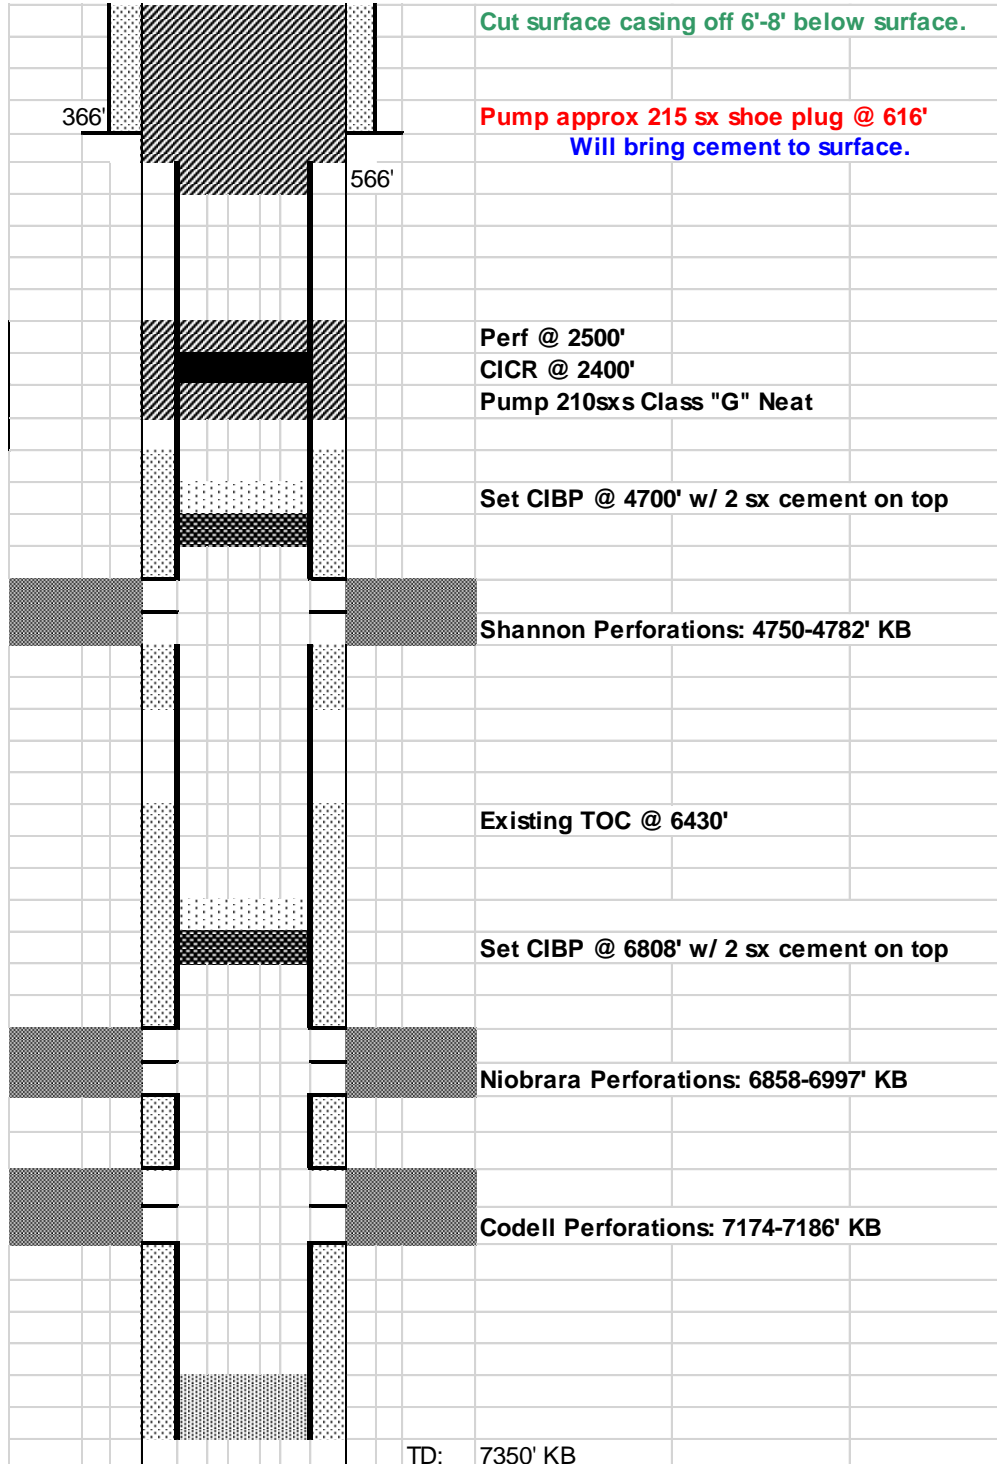 Cut surface casing off 6'-8' below surface.
366'
Pump approx 215 sx shoe plug @ 616'
Will bring cement to surface.
566'
Perf @ 2500'
CICR @ 2400'
Pump 210sxs Class "G" Neat
Set CIBP @ 4700' w/ 2 sx cement on top
Shannon Perforations: 4750-4782' KB
Existing TOC @ 6430'
Set CIBP @ 6808' w/ 2 sx cement on top
Niobrara Perforations: 6858-6997' KB
Codell Perforations: 7174-7186' KB
TD: 7350' KB